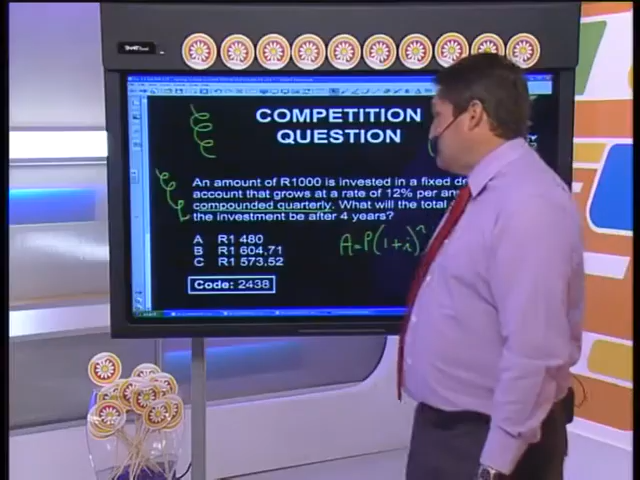 COMPETITION
QUESTION
An amount of R1000 is invested in a fixed
account that grows at a rate of 12% per
compounded quarterly. What will the total
the investment be after 4 years?
A R1 480
B R1 604,71
C R1 573,52
A=P(1+i)^n
Code: 2438